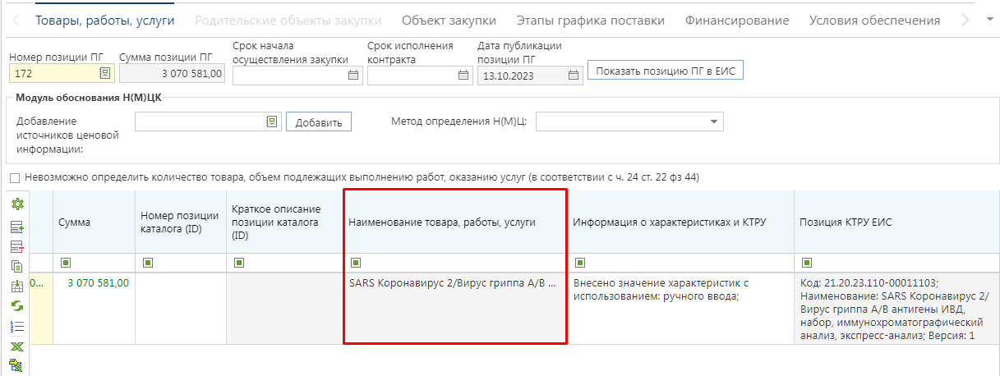 Товары, работы, услуги
Родительские объекты закупки
Объект закупки
Этапы графика поставки
Финансирование
Условия обеспечения
Номер позиции ПГ
172
Сумма позиции ПГ
3 070 581,00
Срок начала
осуществления закупки
Срок исполнения
контракта
Дата публикации
позиции ПГ
13.10.2023
Показать позицию ПГ в ЕИС
Модуль обоснования Н(М)ЦК
Добавление
источников ценовой
информации:
Добавить
Метод определения Н(М)Ц:
Невозможно определить количество товара, объем подлежащих выполнению работ, оказанию услуг (в соответствии с ч. 24 ст. 22 фз 44)
Сумма
Номер позиции
каталога (ID)
Краткое описание
позиции каталога
(ID)
Наименование товара, работы, услуги
Информация о характеристиках и КТРУ
Позиция КТРУ ЕИС
0...
3 070 581,00
SARS Коронавирус 2/Вирус гриппа A/B ...
Внесено значение характеристик с
использованием: ручного ввода;
Код: 21.20.23.110-00011103;
Наименование: SARS Коронавирус 2/
Вирус гриппа A/B антигены ИВД,
набор, иммунохроматографический
анализ, экспресс-анализ; Версия: 1